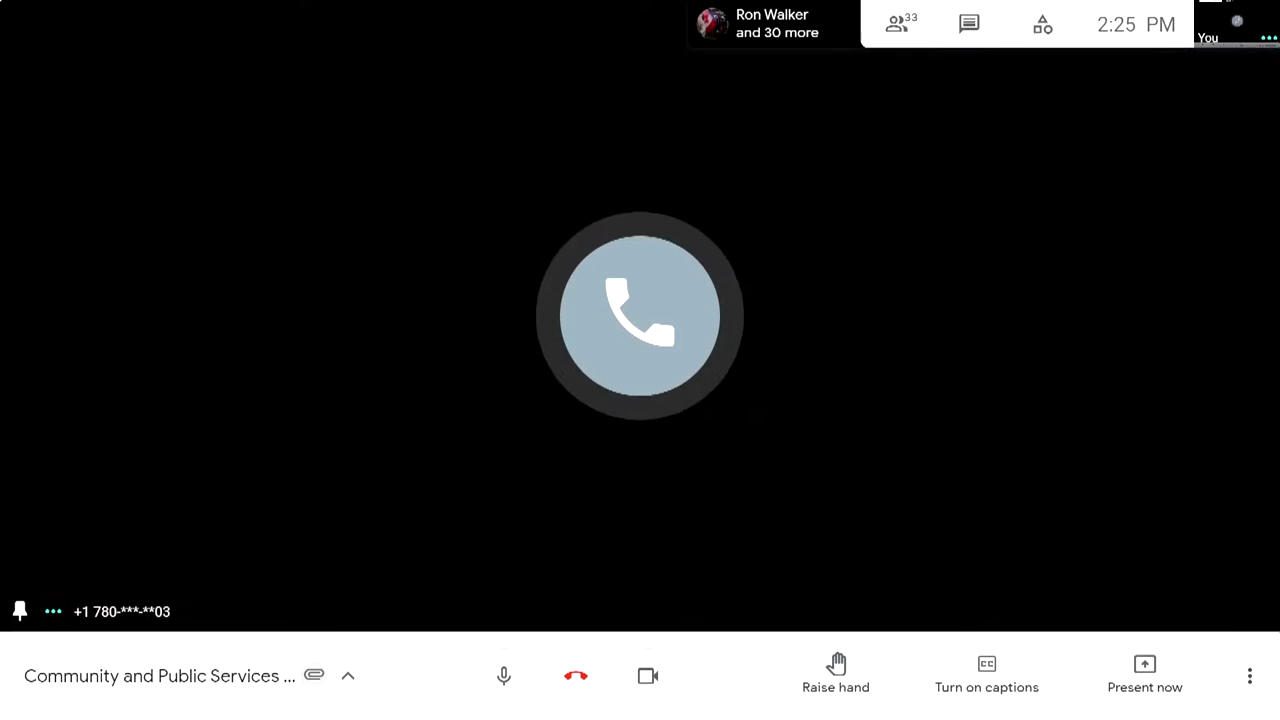 Ron Walker
and 30 more
33
2:25 PM
You
+1 780-***-**03
Community and Public Services ...
Raise hand
CC
Turn on captions
Present now